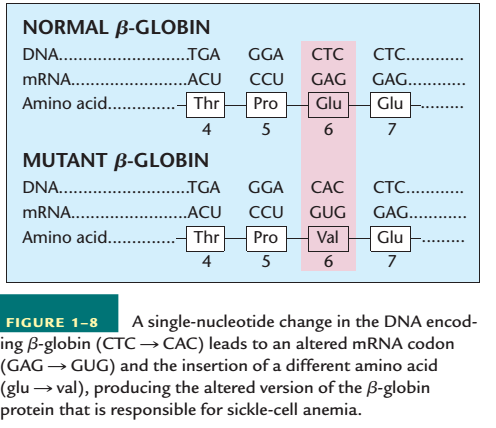 NORMAL β-GLOBIN
DNA............................TGA GGA CTC CTC............
mRNA.........................ACU CCU GAG GAG............
Amino acid.............. Thr Pro Glu Glu .........
4 5 6 7
MUTANT β-GLOBIN
DNA............................TGA GGA CAC CTC............
mRNA.........................ACU CCU GUG GAG............
Amino acid.............. Thr Pro Val Glu .........
4 5 6 7
FIGURE 1–8 A single-nucleotide change in the DNA encod-
ing β-globin (CTC → CAC) leads to an altered mRNA codon
(GAG → GUG) and the insertion of a different amino acid
(glu → val), producing the altered version of the β-globin
protein that is responsible for sickle-cell anemia.